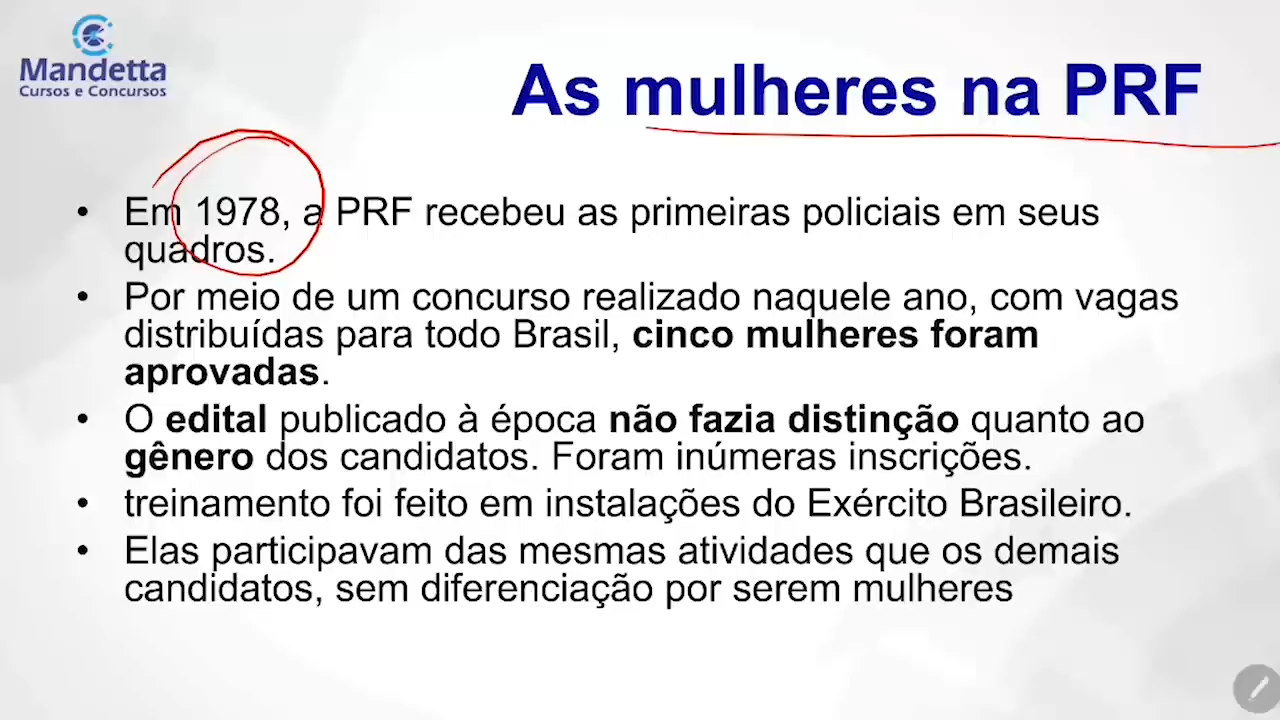 Mandetta
Cursos e Concursos
As mulheres na PRF
• Em 1978, a PRF recebeu as primeiras policiais em seus
quadros.
• Por meio de um concurso realizado naquele ano, com vagas
distribuídas para todo Brasil, cinco mulheres foram
aprovadas.
• O edital publicado à época não fazia distinção quanto ao
gênero dos candidatos. Foram inúmeras inscrições.
• treinamento foi feito em instalações do Exército Brasileiro.
• Elas participavam das mesmas atividades que os demais
candidatos, sem diferenciação por serem mulheres